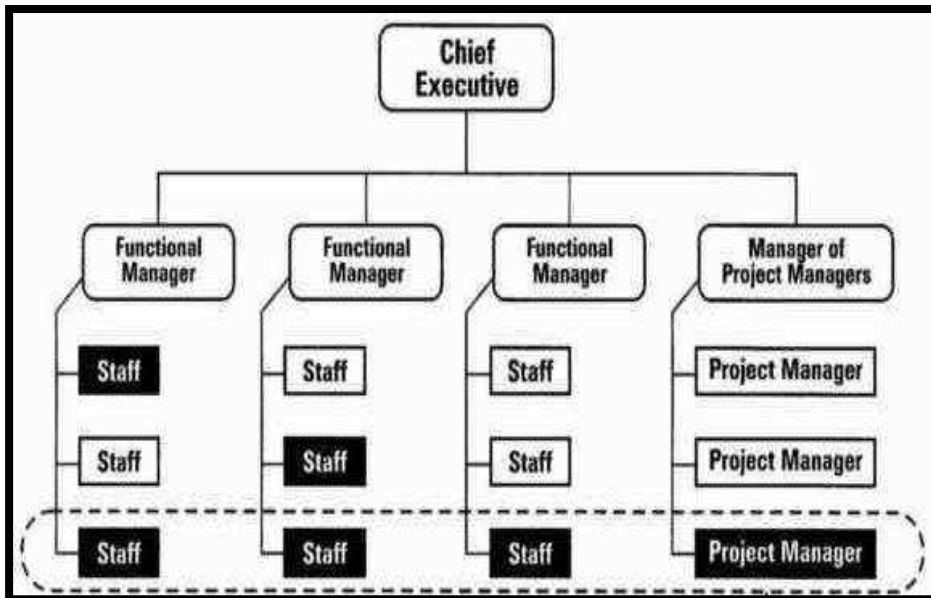 Chief
Executive
Functional
Manager
Functional
Manager
Functional
Manager
Manager of
Project Managers
Staff
Staff
Staff
Project Manager
Staff
Staff
Staff
Project Manager
Staff
Staff
Staff
Project Manager